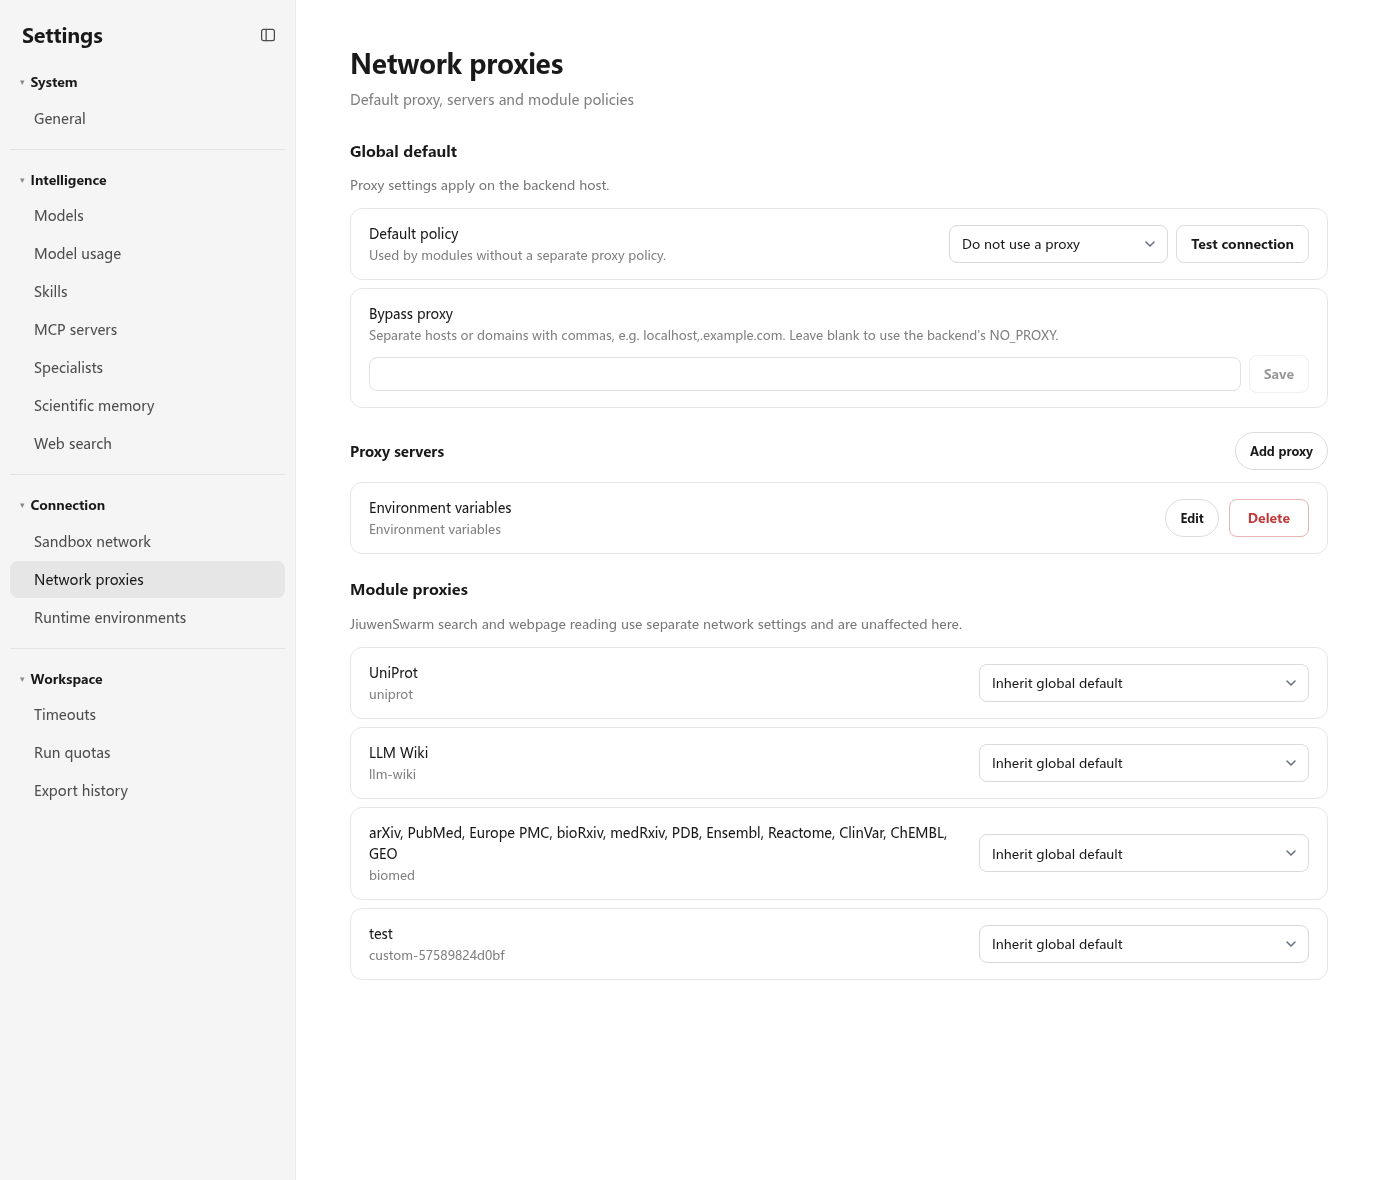 Settings
System
General
Intelligence
Models
Model usage
Skills
MCP servers
Specialists
Scientific memory
Web search
Connection
Sandbox network
Network proxies
Runtime environments
Workspace
Timeouts
Run quotas
Export history
Network proxies
Default proxy, servers and module policies
Global default
Proxy settings apply on the backend host.
Default policy
Used by modules without a separate proxy policy.
Do not use a proxy
Test connection
Bypass proxy
Separate hosts or domains with commas, e.g. localhost,.example.com. Leave blank to use the backend's NO_PROXY.
Save
Proxy servers
Add proxy
Environment variables
Environment variables
Edit
Delete
Module proxies
JiuwenSwarm search and webpage reading use separate network settings and are unaffected here.
UniProt
uniprot
Inherit global default
LLM Wiki
llm-wiki
Inherit global default
arXiv, PubMed, Europe PMC, bioRxiv, medRxiv, PDB, Ensembl, Reactome, ClinVar, ChEMBL,
GEO
biomed
Inherit global default
test
custom-57589824d0bf
Inherit global default